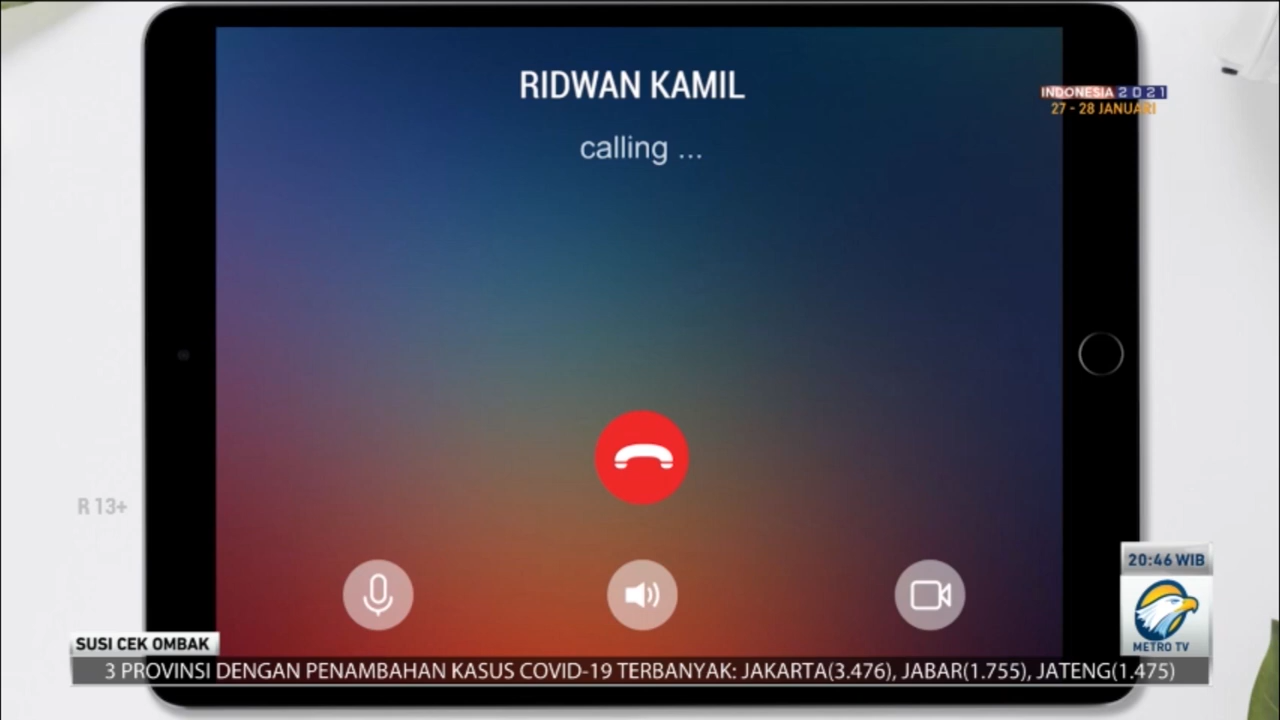 RIDWAN KAMIL
calling ...
INDONESIA 2021
27 - 28 JANUARI
R 13+
20:46 WIB
METRO TV
SUSI CEK OMBAK
3 PROVINSI DENGAN PENAMBAHAN KASUS COVID-19 TERBANYAK: JAKARTA(3.476), JABAR(1.755), JATENG(1.475)